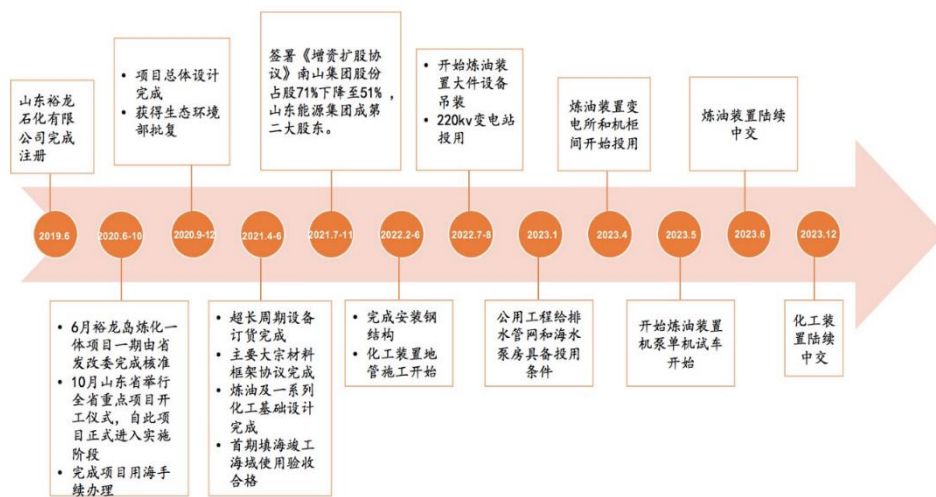 山东裕龙
石化有限
公司完成
注册
• 项目总体设计
完成
• 获得生态环境
部批复
签署《增资扩股协
议》南山集团股份
占股71%下降至51%，
山东能源集团成第
二大股东。
• 开始炼油装
置大件设备
吊装
• 220kv变电站
投用
炼油装置变
电所和机柜
间开始投用
炼油装置陆续
中交
2019.6
2020.6-10
2020.9-12
2021.4-6
2021.7-11
2022.2-6
2022.7-8
2023.1
2023.4
2023.5
2023.6
2023.12
• 6月裕龙岛炼化一
体项目一期由省
发改委完成核准
• 10月山东省举行
全省重点项目开
工仪式，自此项
目正式进入实施
阶段
• 完成项目用海手
续办理
• 超长周期设备
订货完成
• 主要大宗材料
框架协议完成
• 炼油及一系列
化工基础设计
完成
• 首期填海竣工
海域使用验收
合格
• 完成安装钢
结构
• 化工装置地
管施工开始
公用工程给排
水管网和海水
泵房具备投用
条件
开始炼油装置
机泵单机试车
开始
化工装
置陆续
中交